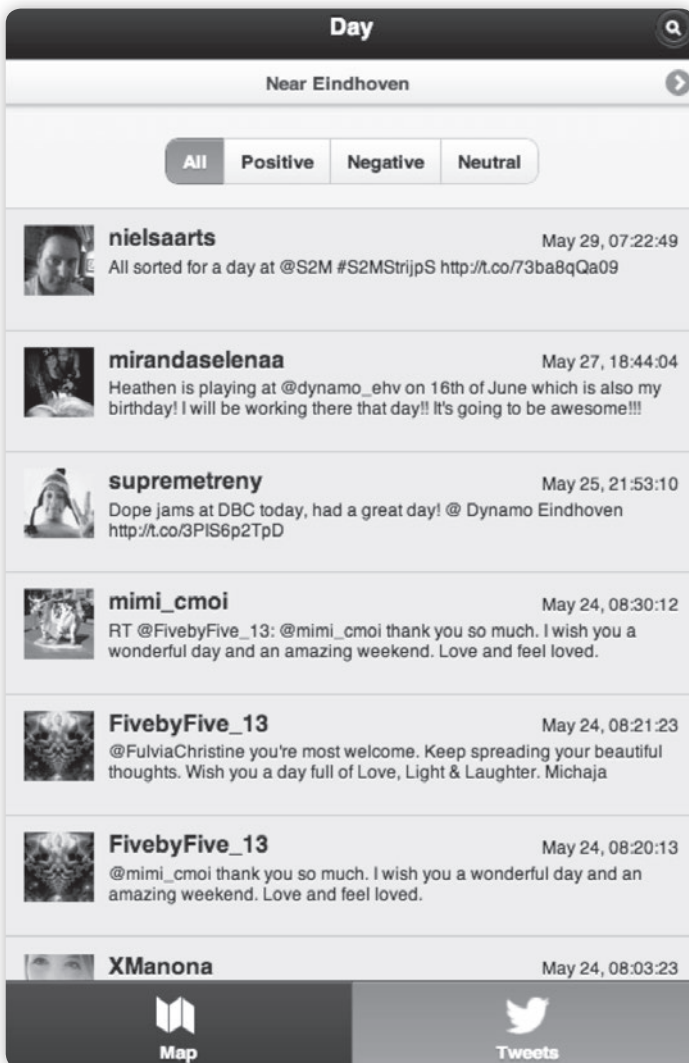 Day
Near Eindhoven
All Positive Negative Neutral
nielsaarts May 29, 07:22:49
All sorted for a day at @S2M #S2MStrijpS http://t.co/73ba8qQa09
mirandaselenaa May 27, 18:44:04
Heathen is playing at @dynamo_ehv on 16th of June which is also my
birthday! I will be working there that day!! It's going to be awesome!!!
supremetreny May 25, 21:53:10
Dope jams at DBC today, had a great day! @ Dynamo Eindhoven
http://t.co/3PIS6p2TpD
mimi_cmoi May 24, 08:30:12
RT @FivebyFive_13: @mimi_cmoi thank you so much. I wish you a
wonderful day and an amazing weekend. Love and feel loved.
FivebyFive_13 May 24, 08:21:23
@FulviaChristine you're most welcome. Keep spreading your beautiful
thoughts. Wish you a day full of Love, Light & Laughter. Michaja
FivebyFive_13 May 24, 08:20:13
@mimi_cmoi thank you so much. I wish you a wonderful day and an
amazing weekend. Love and feel loved.
XManona May 24, 08:03:23
Map Tweets